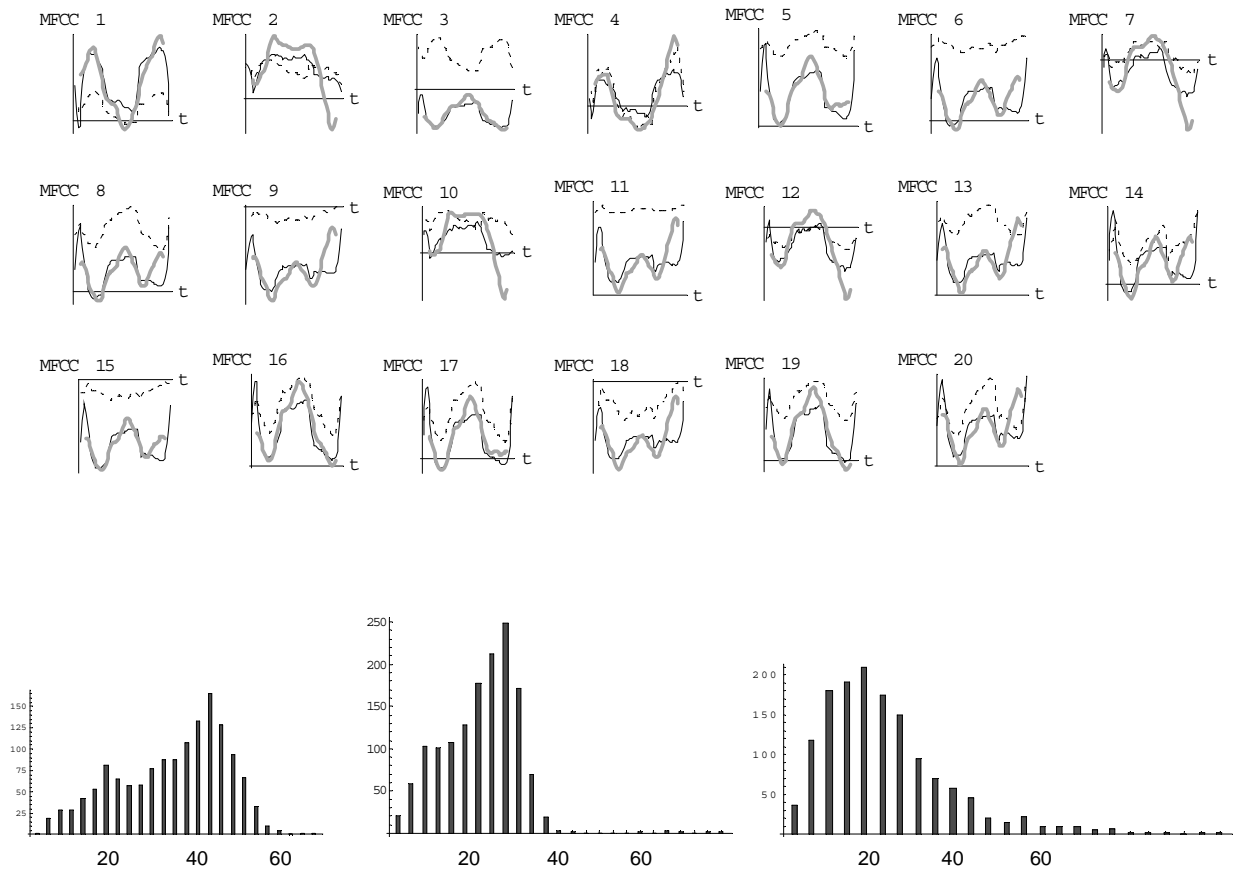 MFCC 1
MFCC 2
MFCC 3
MFCC 4
MFCC 5
MFCC 6
MFCC 7
t
t
t
t
t
t
t
MFCC 8
MFCC 9
MFCC 10
MFCC 11
MFCC 12
MFCC 13
MFCC 14
t
t
t
t
t
t
t
MFCC 15
MFCC 16
MFCC 17
MFCC 18
MFCC 19
MFCC 20
t
t
t
t
t
t
150
125
100
75
50
25
20 40 60
250
200
150
100
50
20 40 60
200
150
100
50
20 40 60